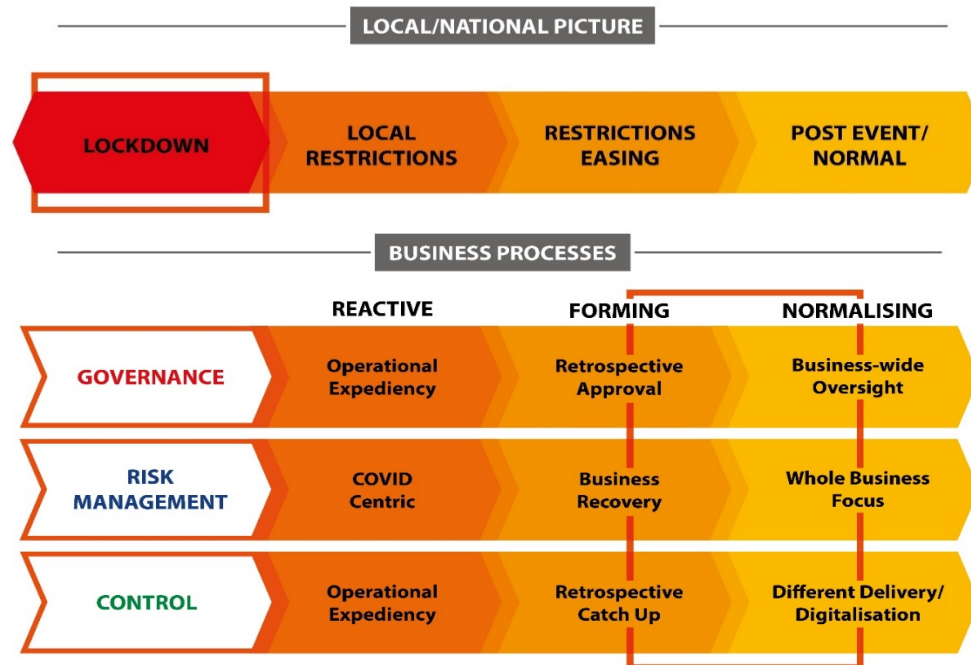 LOCAL/NATIONAL PICTURE
LOCKDOWN
LOCAL
RESTRICTIONS
RESTRICTIONS
EASING
POST EVENT/
NORMAL
BUSINESS PROCESSES
REACTIVE
FORMING
NORMALISING
GOVERNANCE
Operational
Expediency
Retrospective
Approval
Business-wide
Oversight
RISK
MANAGEMENT
COVID
Centric
Business
Recovery
Whole Business
Focus
CONTROL
Operational
Expediency
Retrospective
Catch Up
Different Delivery/
Digitalisation